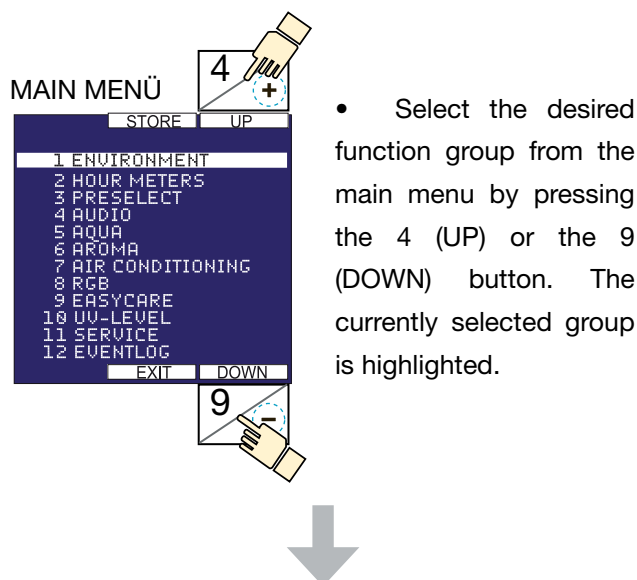 4
+
MAIN MENÜ
STORE UP
1 ENVIRONMENT
2 HOUR METERS
3 PRESELECT
4 AUDIO
5 AQUA
6 AROMA
7 AIR CONDITIONING
8 RGB
9 EASYCARE
10 UV-LEVEL
11 SERVICE
12 EVENTLOG
EXIT DOWN
9
−
• Select the desired
function group from the
main menu by pressing
the 4 (UP) or the 9
(DOWN) button. The
currently selected group
is highlighted.